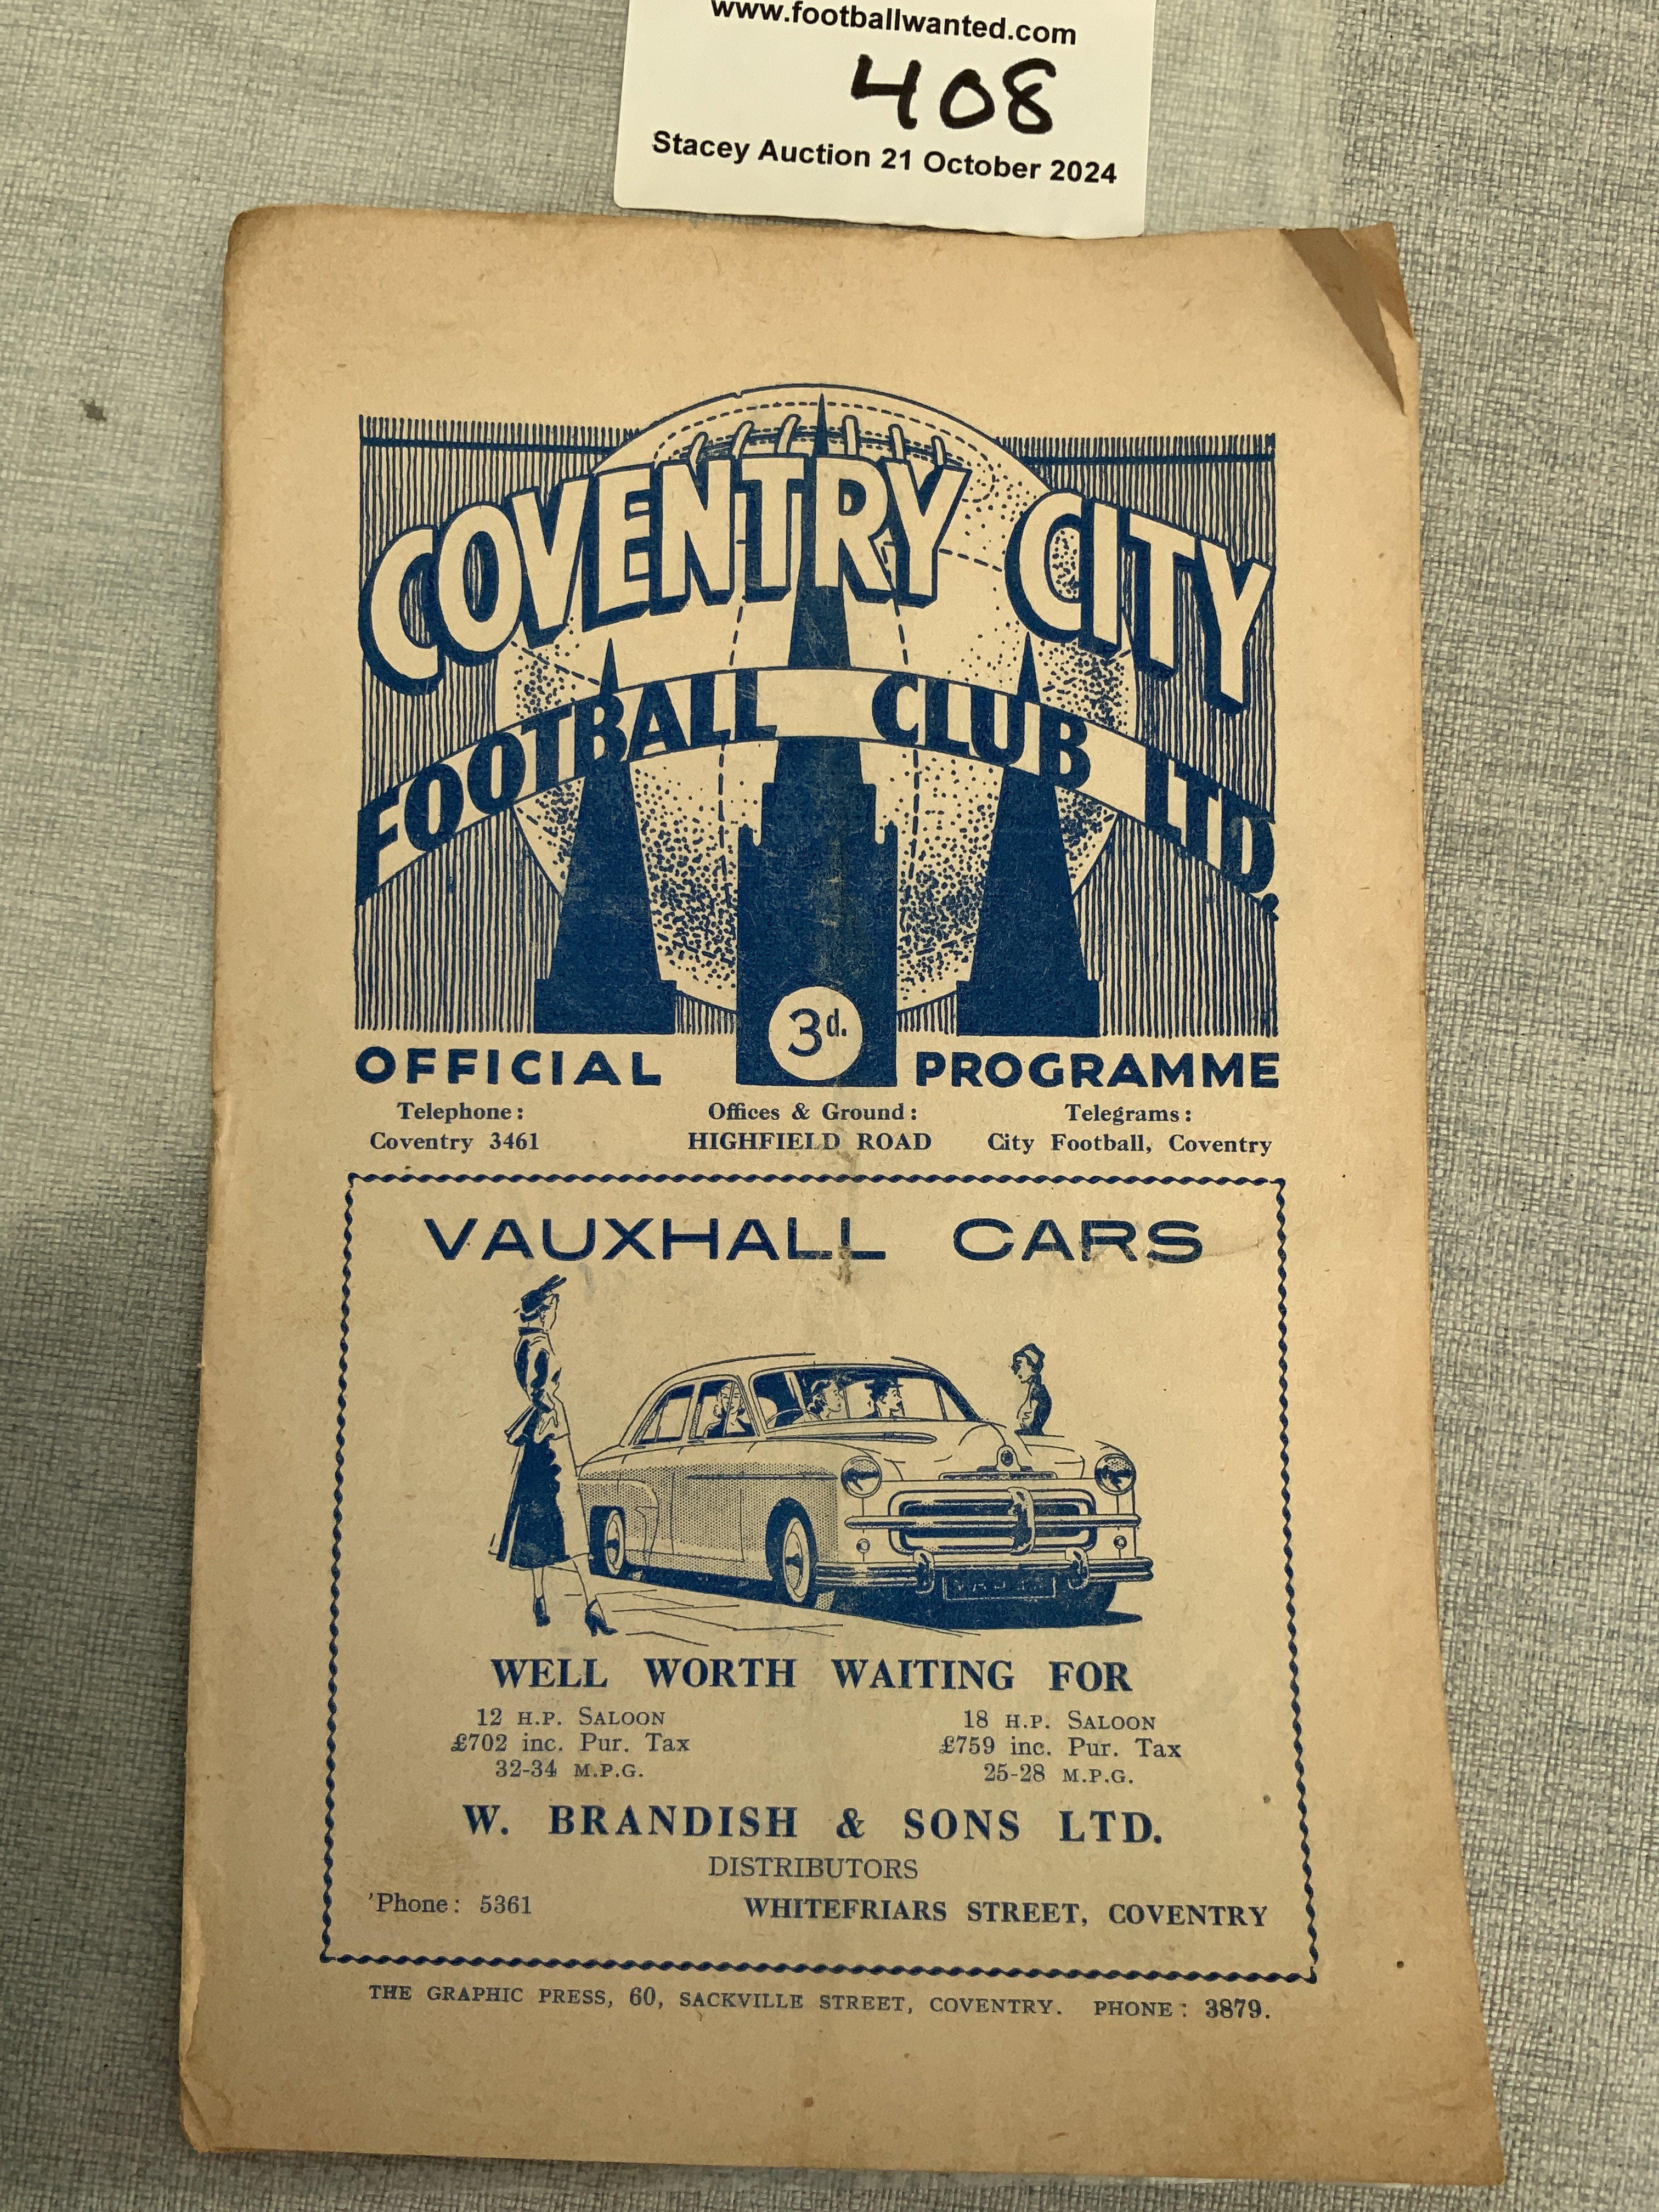 www.footballwanted.com
408
Stacey Auction 21 October 2024
COVENTRY CITY
FOOTBALL CLUB LTD.
3d.
OFFICIAL PROGRAMME
Telephone: Offices & Ground: Telegrams:
Coventry 3461 HIGHFIELD ROAD City Football, Coventry
VAUXHALL CARS
WELL WORTH WAITING FOR
12 H.P. SALOON 18 H.P. SALOON
£702 inc. Pur. Tax £759 inc. Pur. Tax
32-34 M.P.G. 25-28 M.P.G.
W. BRANDISH & SONS LTD.
DISTRIBUTORS
'Phone: 5361 WHITEFRIARS STREET, COVENTRY
THE GRAPHIC PRESS, 60, SACKVILLE STREET, COVENTRY. PHONE: 3879.